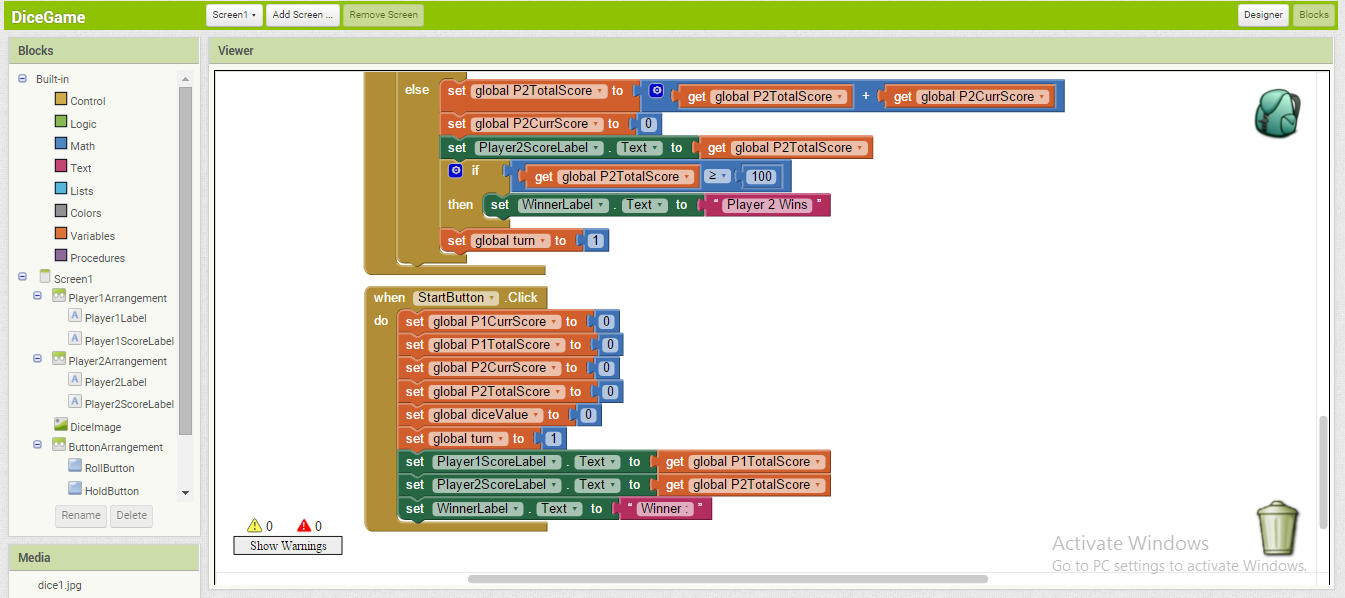 DiceGame Screen1 Add Screen ... Remove Screen Designer Blocks
Blocks
Built-in
Control
Logic
Math
Text
Lists
Colors
Variables
Procedures
Screen1
Player1Arrangement
Player1Label
Player1ScoreLabel
Player2Arrangement
Player2Label
Player2ScoreLabel
DiceImage
ButtonArrangement
RollButton
HoldButton
Rename Delete
Media
dice1.jpg
Viewer
else set global P2TotalScore to get global P2TotalScore + get global P2CurrScore
set global P2CurrScore to 0
set Player2ScoreLabel . Text to get global P2TotalScore
if get global P2TotalScore ≥ 100
then set WinnerLabel . Text to " Player 2 Wins "
set global turn to 1
when StartButton .Click
do set global P1CurrScore to 0
set global P1TotalScore to 0
set global P2CurrScore to 0
set global P2TotalScore to 0
set global diceValue to 0
set global turn to 1
set Player1ScoreLabel . Text to get global P1TotalScore
set Player2ScoreLabel . Text to get global P2TotalScore
set WinnerLabel . Text to " Winner : "
0 0
Show Warnings
Activate Windows
Go to PC settings to activate Windows.